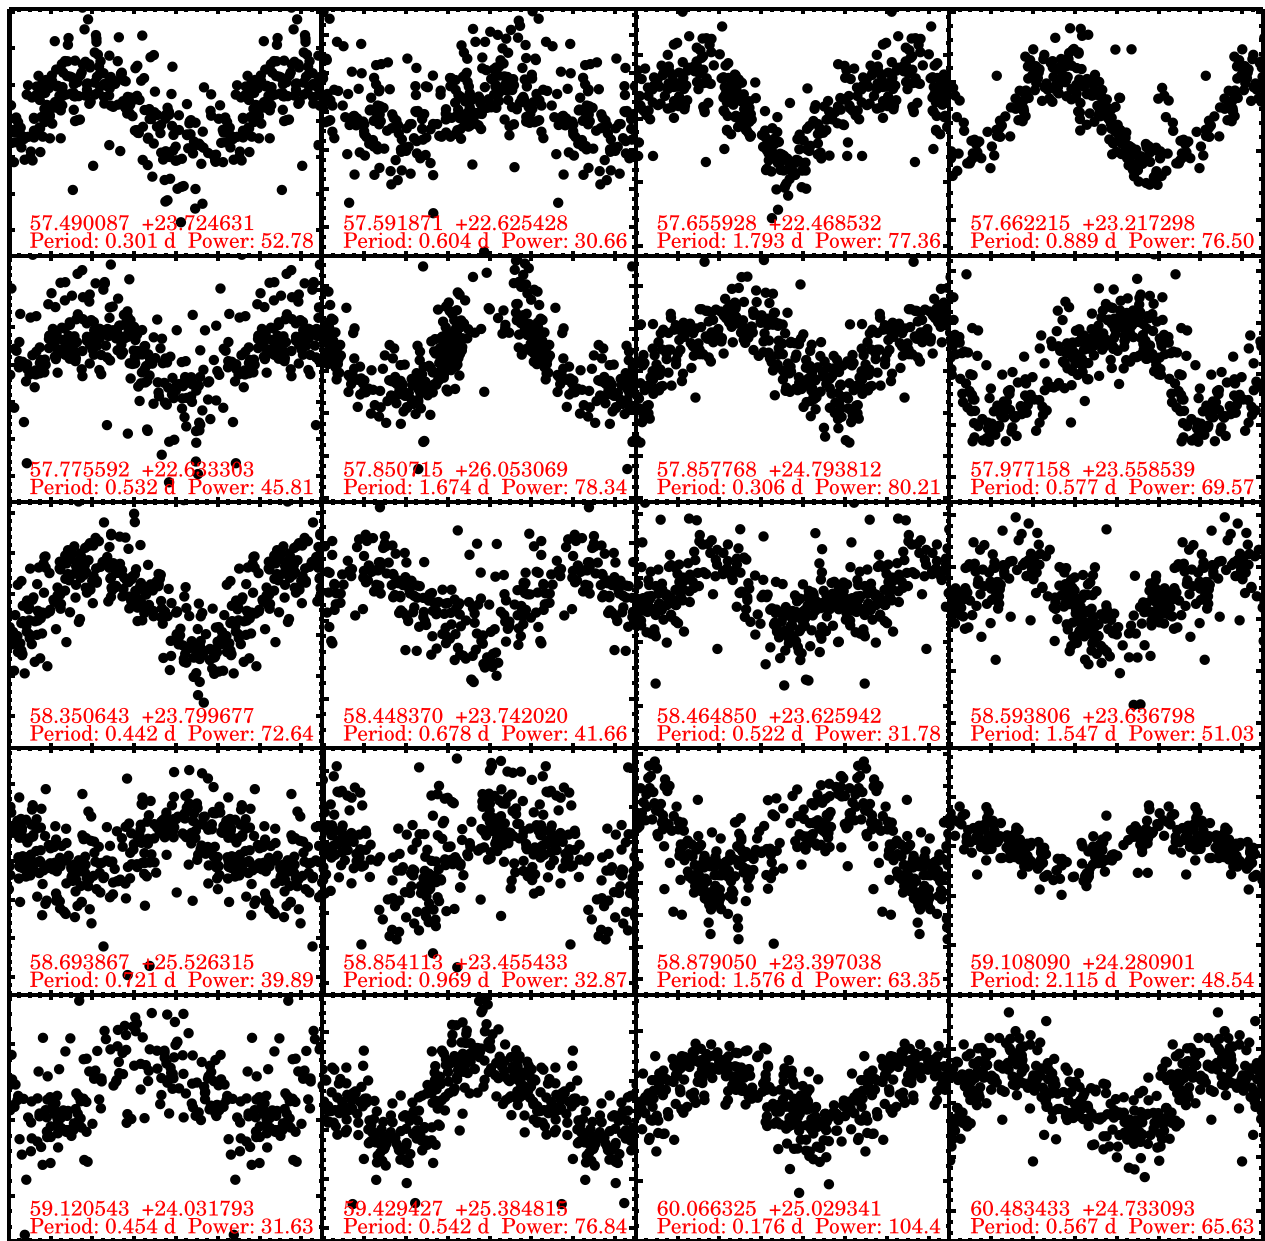 57.490087 +23.724631
Period: 0.301 d Power: 52.78
57.591871 +22.625428
Period: 0.604 d Power: 30.66
57.655928 +22.468532
Period: 1.793 d Power: 77.36
57.662215 +23.217298
Period: 0.889 d Power: 76.50
57.775592 +22.633303
Period: 0.532 d Power: 45.81
57.850715 +26.053069
Period: 1.674 d Power: 78.34
57.857768 +24.793812
Period: 0.306 d Power: 80.21
57.977158 +23.558539
Period: 0.577 d Power: 69.57
58.350643 +23.799677
Period: 0.442 d Power: 72.64
58.448370 +23.742020
Period: 0.678 d Power: 41.66
58.464850 +23.625942
Period: 0.522 d Power: 31.78
58.593806 +23.636798
Period: 1.547 d Power: 51.03
58.693867 +25.526315
Period: 0.721 d Power: 39.89
58.854113 +23.455433
Period: 0.969 d Power: 32.87
58.879050 +23.397038
Period: 1.576 d Power: 63.35
59.108090 +24.280901
Period: 2.115 d Power: 48.54
59.120543 +24.031793
Period: 0.454 d Power: 31.63
59.429427 +25.384815
Period: 0.542 d Power: 76.84
60.066325 +25.029341
Period: 0.176 d Power: 104.4
60.483433 +24.733093
Period: 0.567 d Power: 65.63